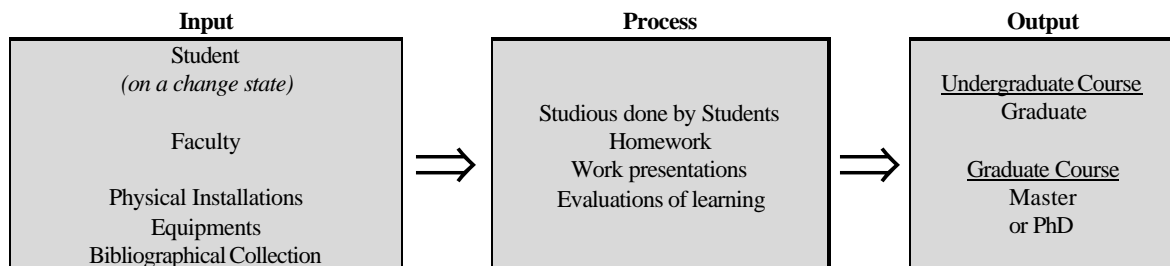 Input
Student
(on a change state)
Faculty
Physical Installations
Equipments
Bibliographical Collection
Process
Studious done by Students
Homework
Work presentations
Evaluations of learning
Output
Undergraduate Course
Graduate
Graduate Course
Master
or PhD